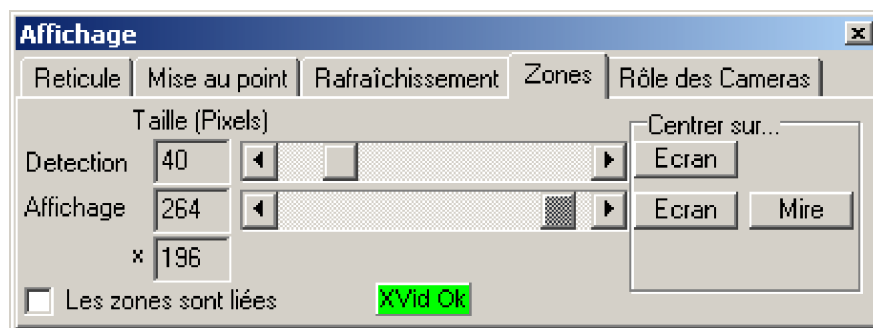 Affichage
Reticule Mise au point Rafraîchissement Zones Rôle des Cameras
Taille (Pixels) Centrer sur...
Detection 40 Ecran
Affichage 264 Ecran Mire
x 196
Les zones sont liées XVid Ok